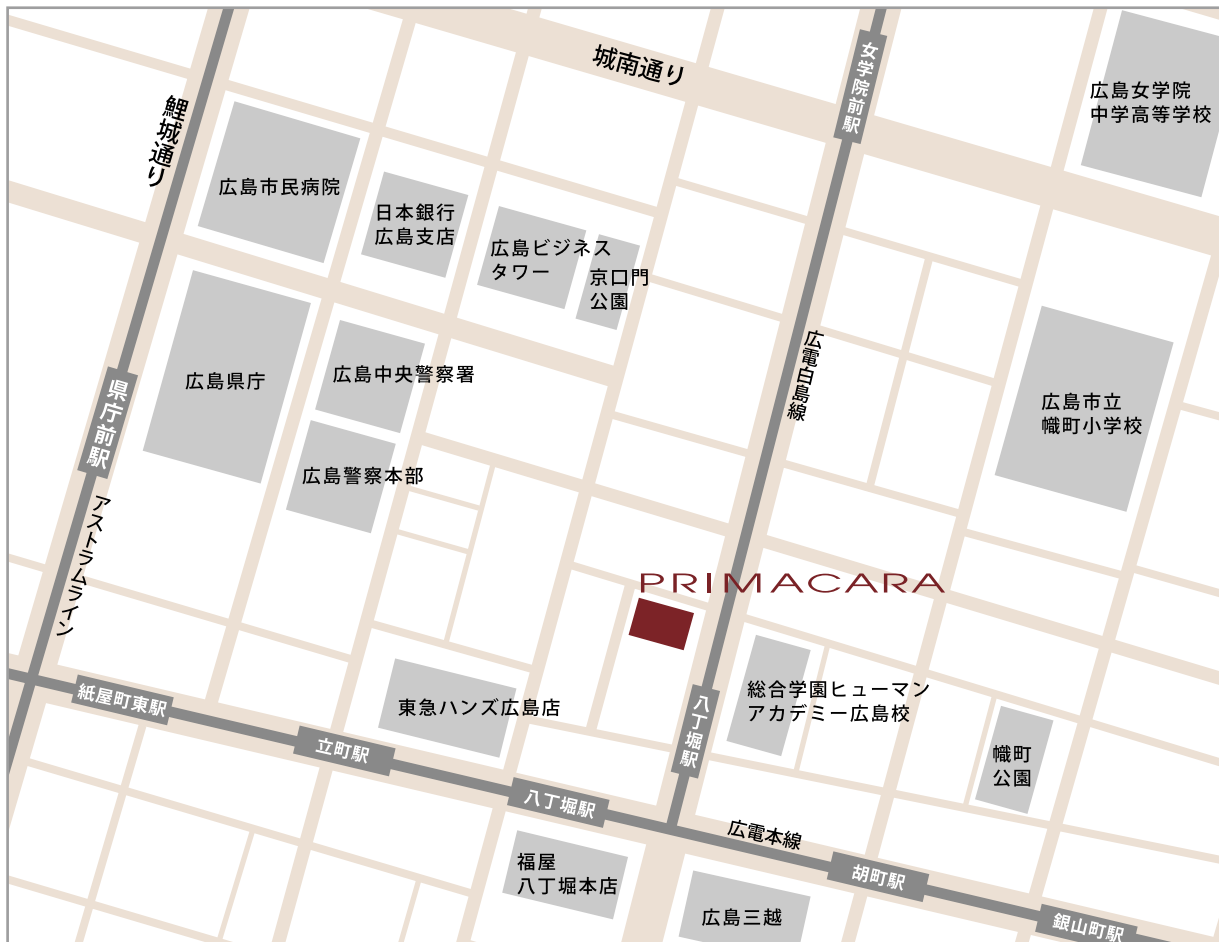 城南通り
女学院前駅
広島女学院
中学高等学校
鯉城通り
広島市民病院
日本銀行
広島支店
広島ビジネス
タワー
京口門
公園
広島県庁
広島中央警察署
広電白島線
広島市立
幟町小学校
県庁前駅
広島警察本部
アストラムライン
PRIMACARA
紙屋町東駅
立町駅
東急ハンズ広島店
八丁堀駅
総合学園ヒューマン
アカデミー広島校
幟町
公園
八丁堀駅
広電本線
福屋
八丁堀本店
広島三越
胡町駅
銀山町駅